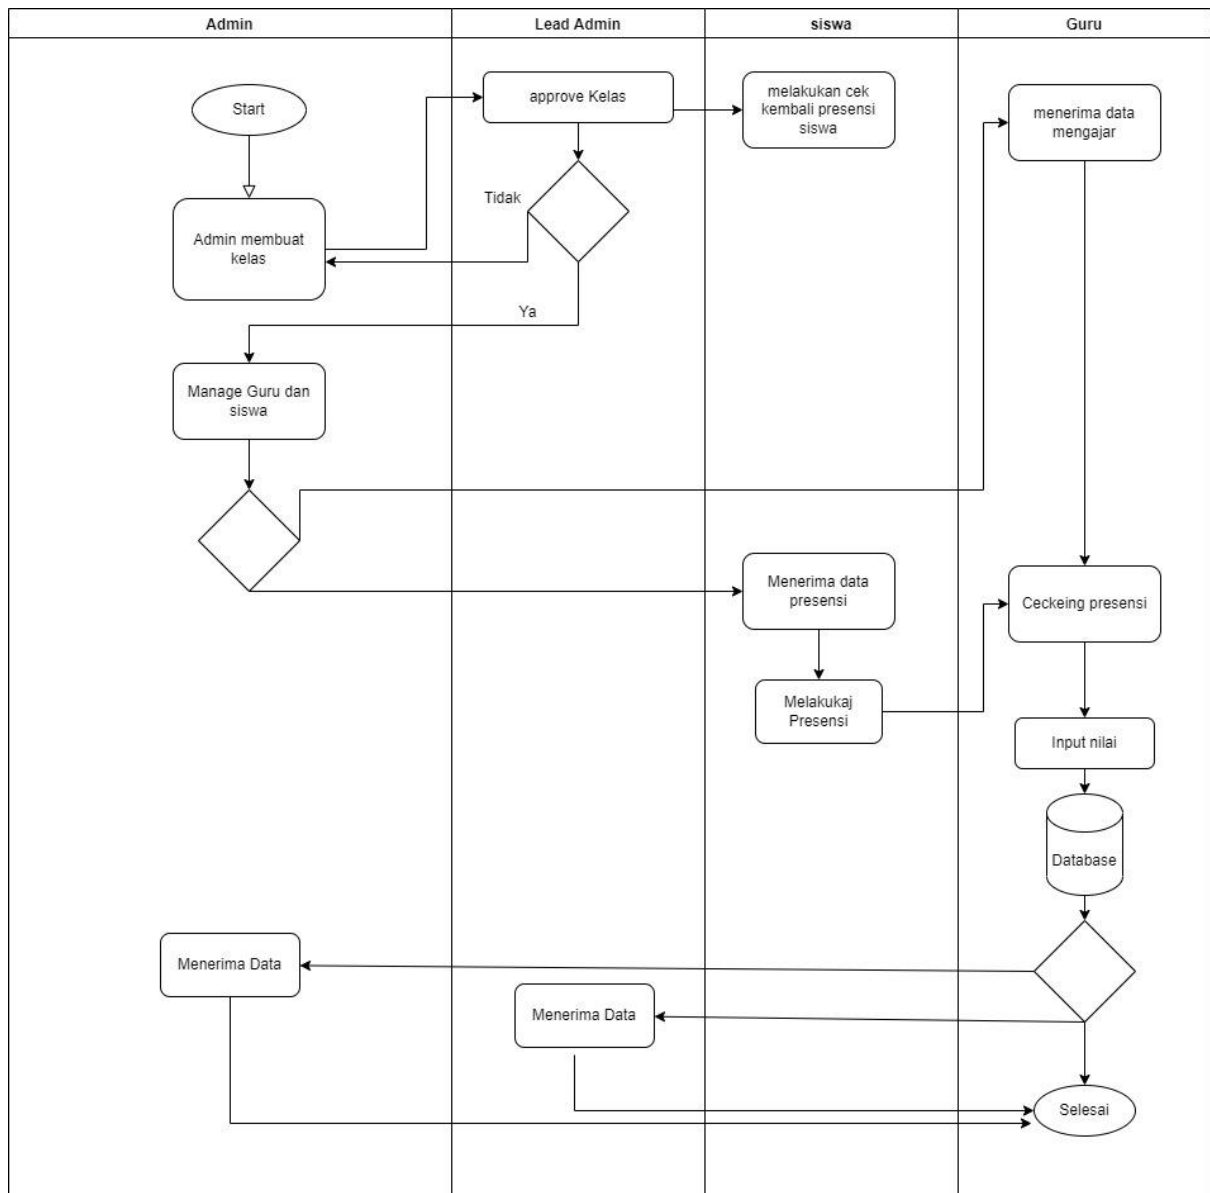 Admin
Lead Admin
siswa
Guru
Start
approve Kelas
melakukan cek
kembali presensi
siswa
menerima data
mengajar
Tidak
Admin membuat
kelas
Ya
Manage Guru dan
siswa
Menerima data
presensi
Ceckeing presensi
Melakukaj
Presensi
Input nilai
Database
Menerima Data
Menerima Data
Selesai